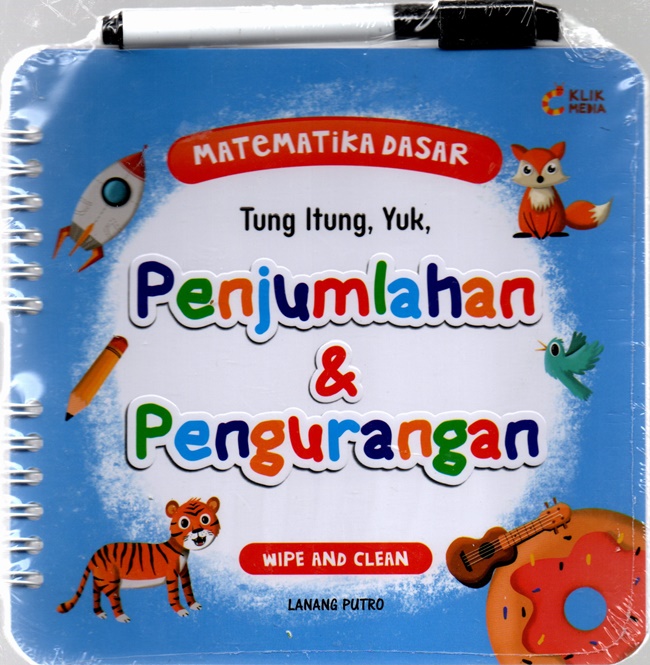 KLIK
MEDIA
MATEMATIKA DASAR
Tung Itung, Yuk,
Penjumlahan
&
Pengurangan
WIPE AND CLEAN
LANANG PUTRO